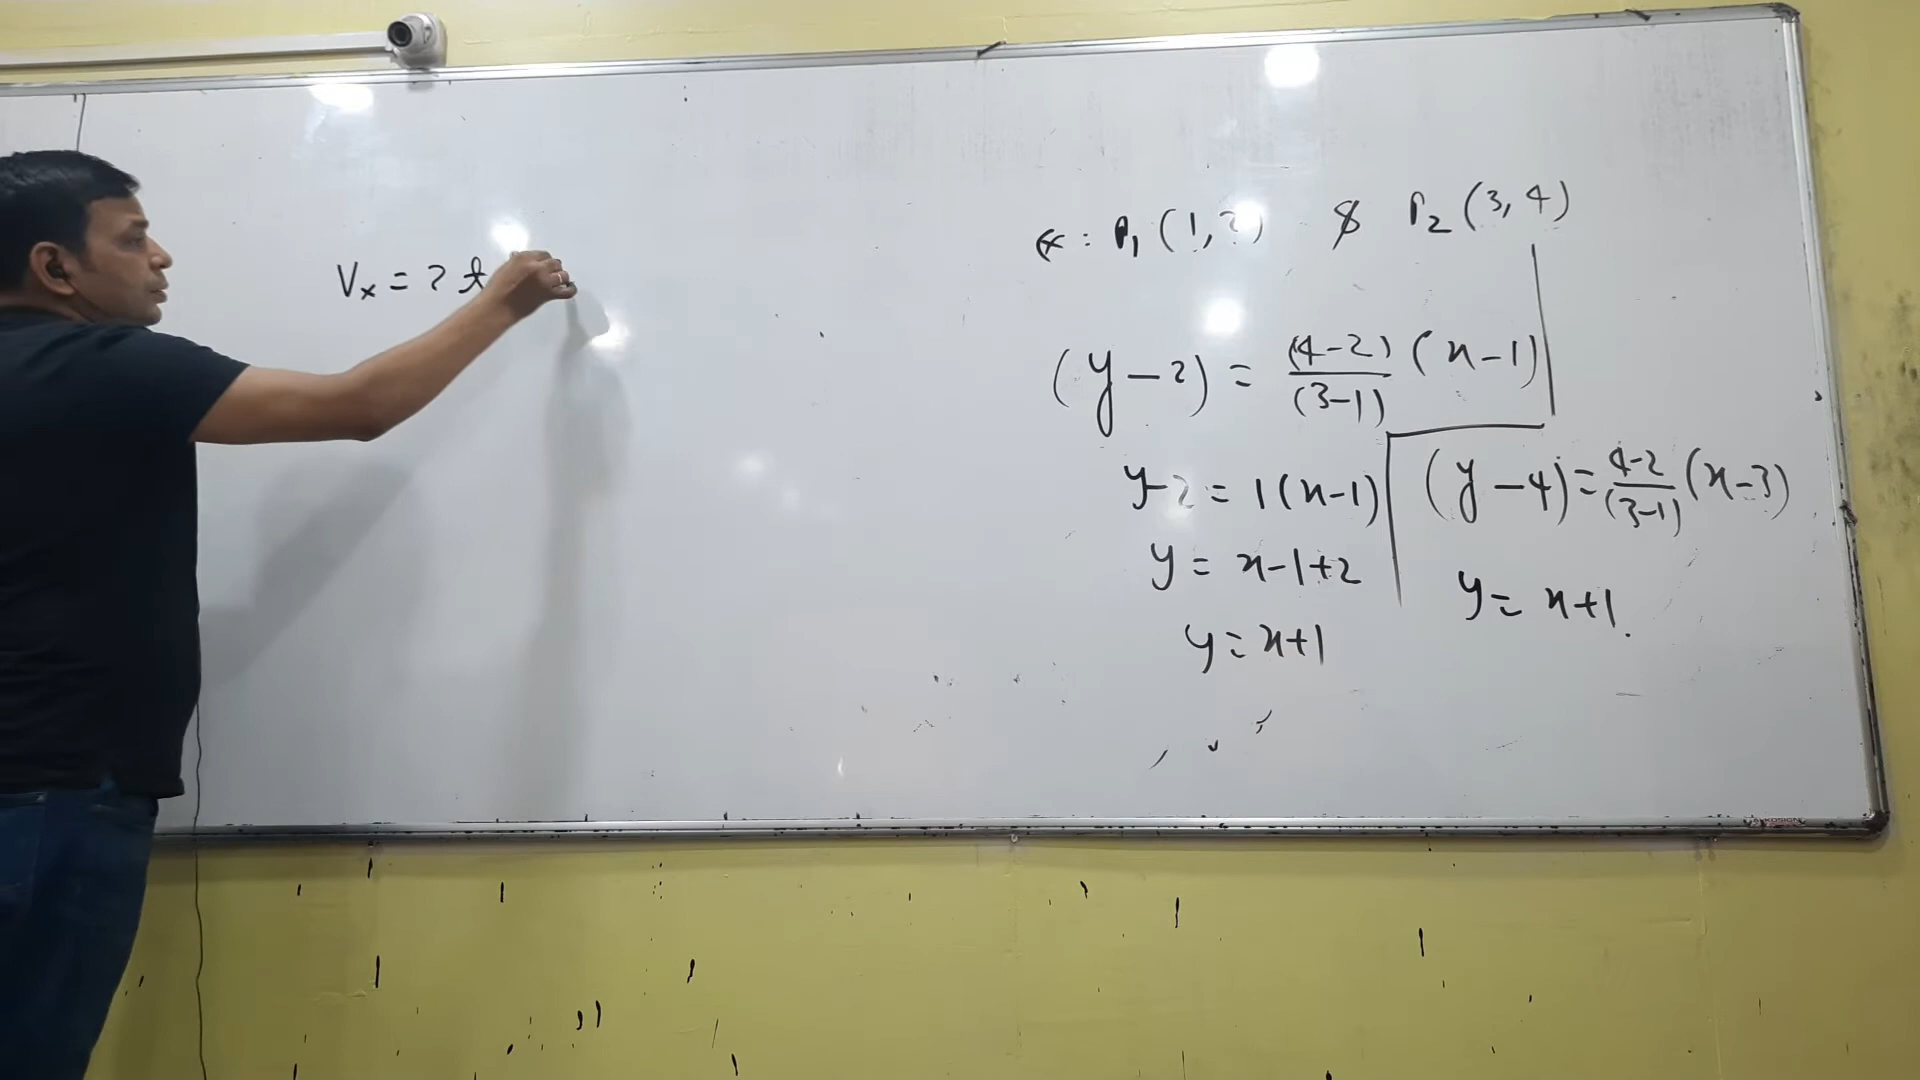 Vx = 2t
Ex: P1 (1,2) & P2 (3,4)
(y-2) = (4-2)/(3-1) (x-1)
y-2 = 1(x-1)
y = x-1+2
y = x+1
(y-4) = 4-2/(3-1) (x-3)
y = x+1.